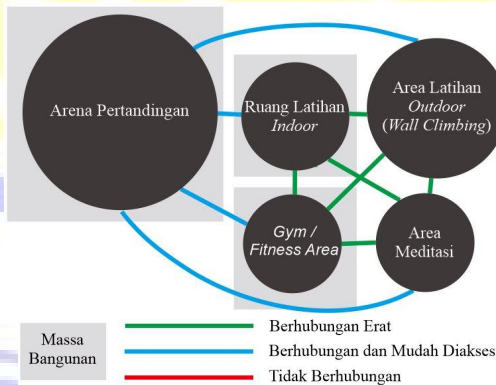 Arena Pertandingan
Ruang Latihan
Indoor
Area Latihan
Outdoor
(Wall Climbing)
Gym /
Fitness Area
Area
Meditasi
Massa
Bangunan
Berhubungan Erat
Berhubungan dan Mudah Diakses
Tidak Berhubungan